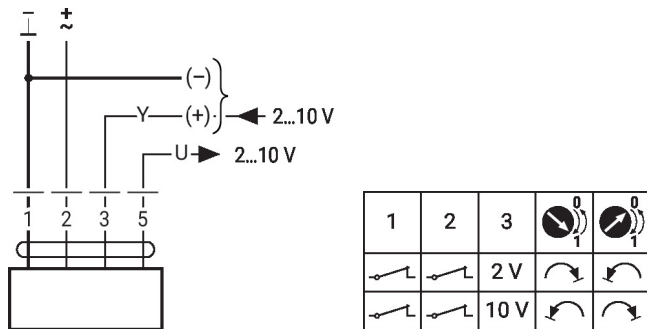 – +
⊥ ~
(–)
Y (+) 2...10 V
U 2...10 V
1 2 3 5
1 2 3 0 1 0 1
2 V
10 V